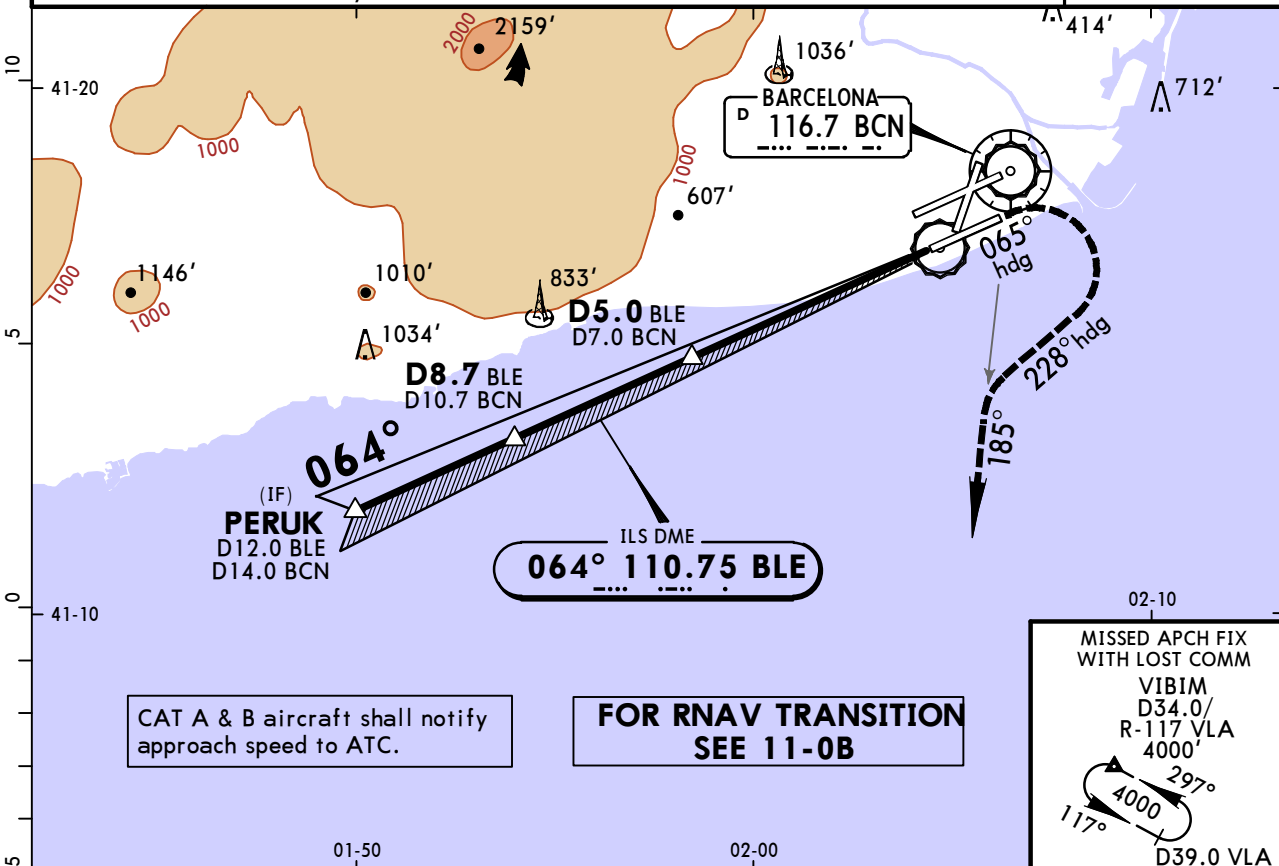 2000
2159'
414'
1036'
712'
10
41-20
BARCELONA
D
116.7 BCN
1000
1000
607'
065°
hdg
1146'
1000
1000
1010'
833'
D5.0 BLE
D7.0 BCN
5
1034'
D8.7 BLE
D10.7 BCN
228° hdg
185°
064°
(IF)
PERUK
D12.0 BLE
D14.0 BCN
ILS DME
064° 110.75 BLE
0
41-10
02-10
MISSED APCH FIX
WITH LOST COMM
VIBIM
D34.0/
R-117 VLA
4000'
297°
4000
117°
D39.0 VLA
CAT A & B aircraft shall notify
approach speed to ATC.
FOR RNAV TRANSITION
SEE 11-0B
5
01-50
02-00